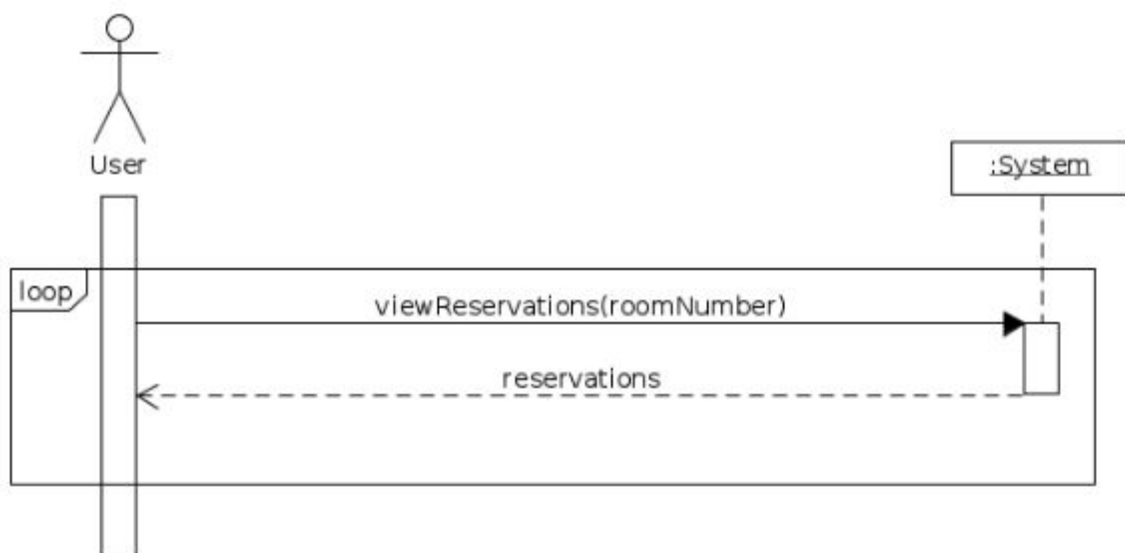 User
:System
loop
viewReservations(roomNumber)
reservations